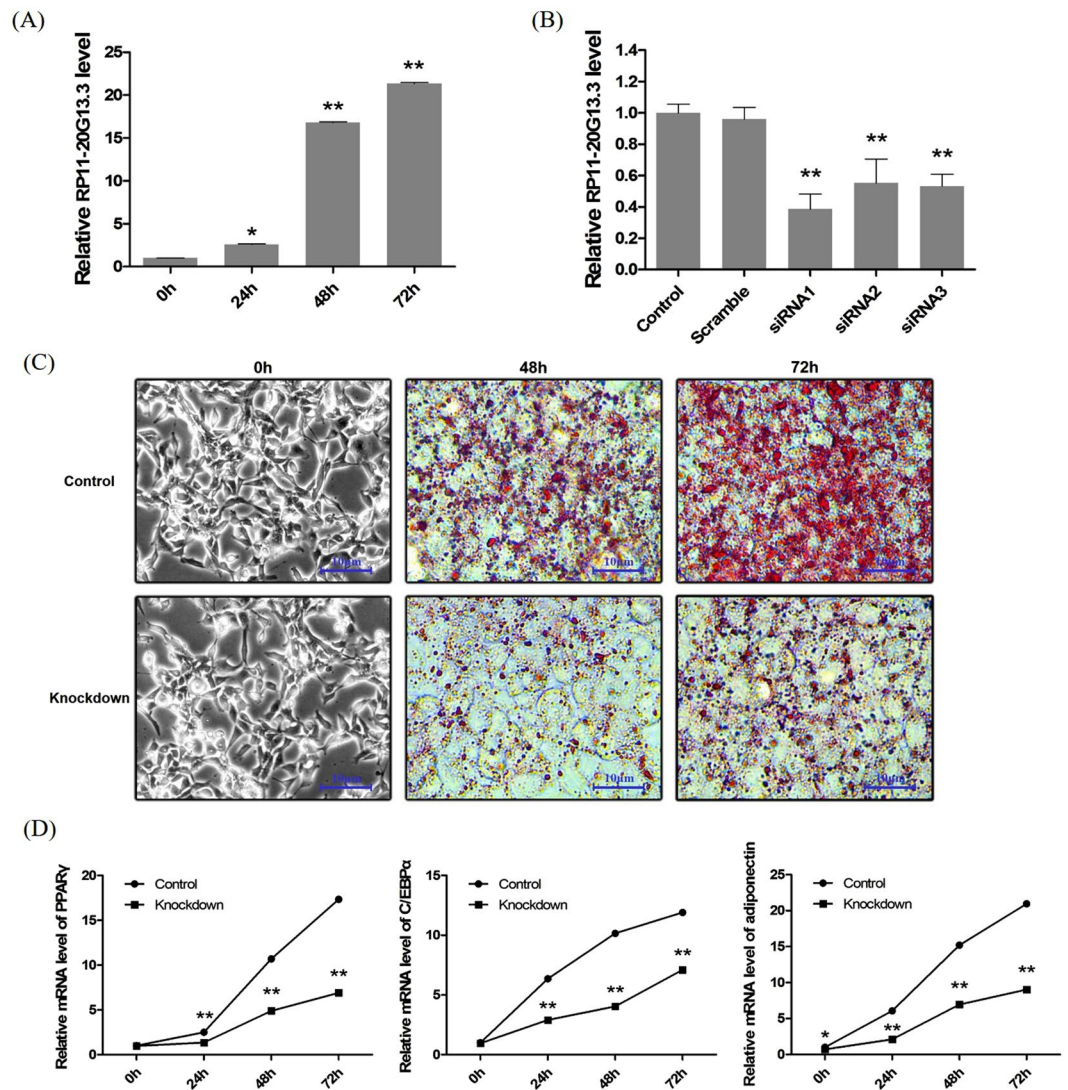 (A)
Relative RP11-20G13.3 level
25
20
15
10
5
0
*
**
**
0h
24h
48h
72h
(B)
Relative RP11-20G13.3 level
1.4
1.2
1.0
0.8
0.6
0.4
0.2
0.0
**
**
**
Control
Scramble
siRNA1
siRNA2
siRNA3
(C)
0h
48h
72h
Control
10μm
10μm
10μm
Knockdown
10μm
10μm
10μm
(D)
Relative mRNA level of PPARγ
20
15
10
5
0
Control
Knockdown
**
**
**
0h
24h
48h
72h
Relative mRNA level of C/EBPα
15
10
5
0
Control
Knockdown
**
**
**
0h
24h
48h
72h
Relative mRNA level of adiponectin
25
20
15
10
5
0
Control
Knockdown
*
**
**
**
0h
24h
48h
72h